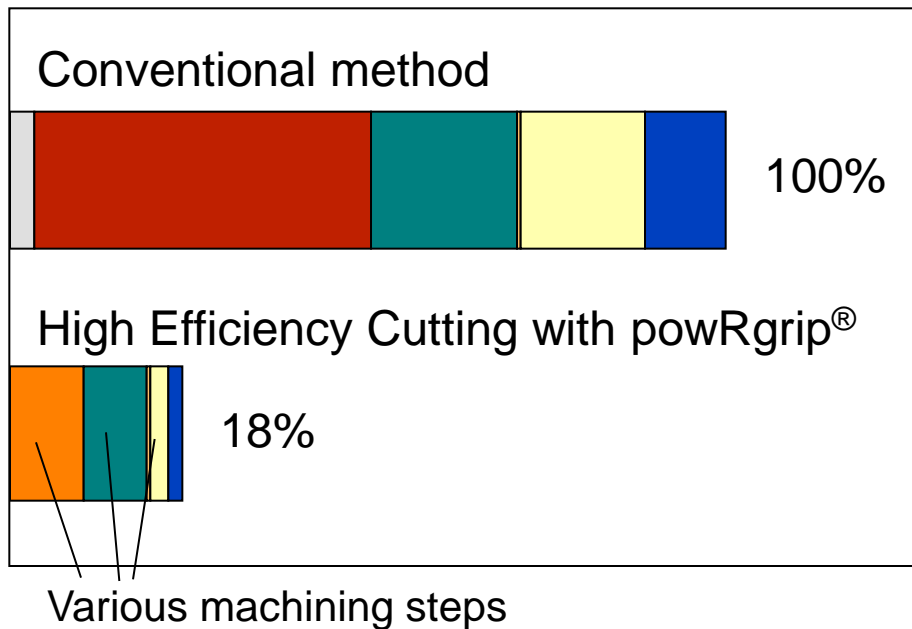 Conventional method
100%
High Efficiency Cutting with powRgrip®
18%
Various machining steps